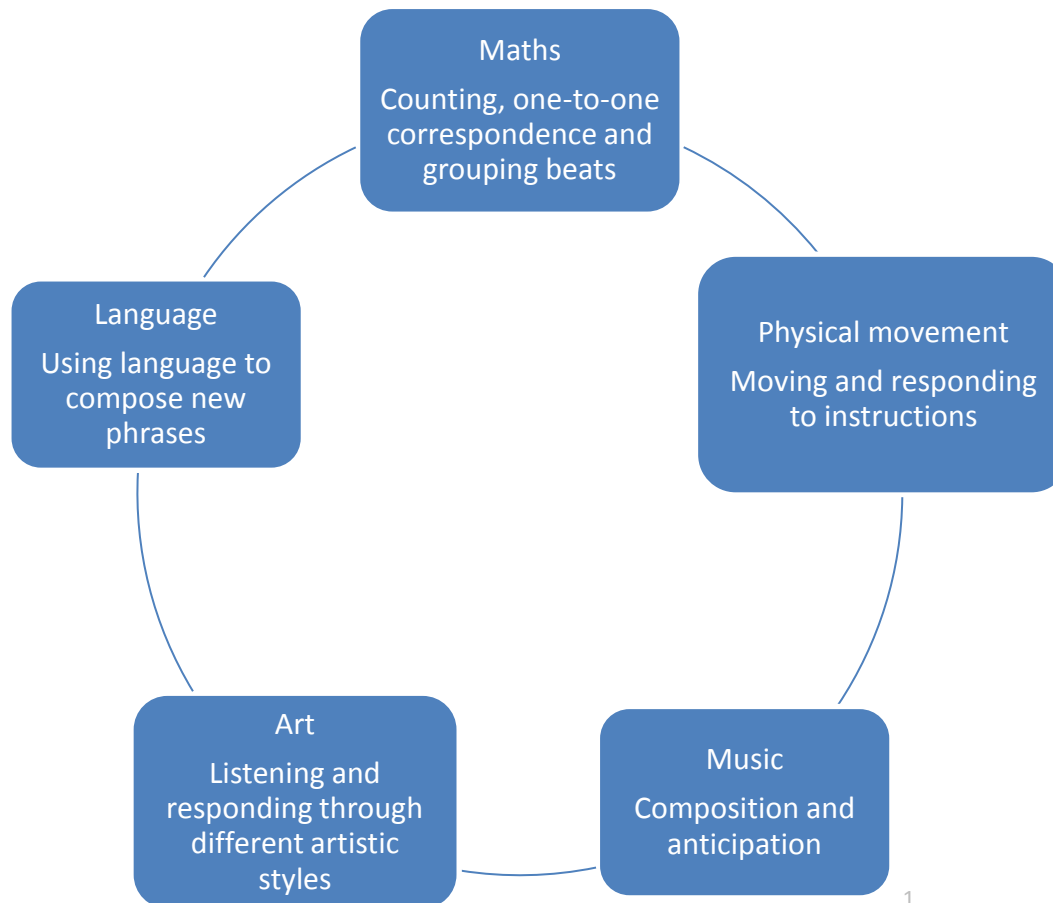 Maths
Counting, one-to-one
correspondence and
grouping beats
Physical movement
Moving and responding
to instructions
Music
Composition and
anticipation
Art
Listening and
responding through
different artistic
styles
Language
Using language to
compose new
phrases
1